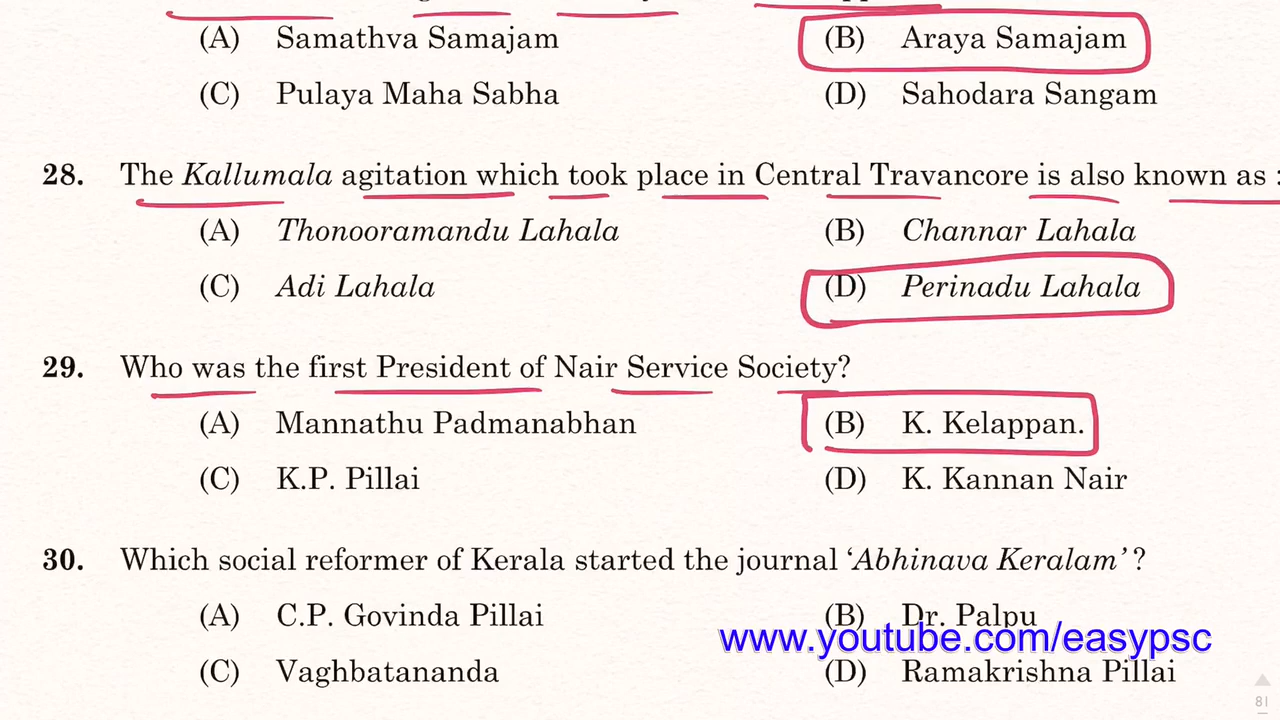 (A) Samathva Samajam (B) Araya Samajam
(C) Pulaya Maha Sabha (D) Sahodara Sangam
28. The Kallumala agitation which took place in Central Travancore is also known as :
(A) Thonooramandu Lahala (B) Channar Lahala
(C) Adi Lahala (D) Perinadu Lahala
29. Who was the first President of Nair Service Society?
(A) Mannathu Padmanabhan (B) K. Kelappan.
(C) K.P. Pillai (D) K. Kannan Nair
30. Which social reformer of Kerala started the journal ‘Abhinava Keralam’ ?
(A) C.P. Govinda Pillai (B) Dr. Palpu
www.youtube.com/easypsc
(C) Vaghbatananda (D) Ramakrishna Pillai
81